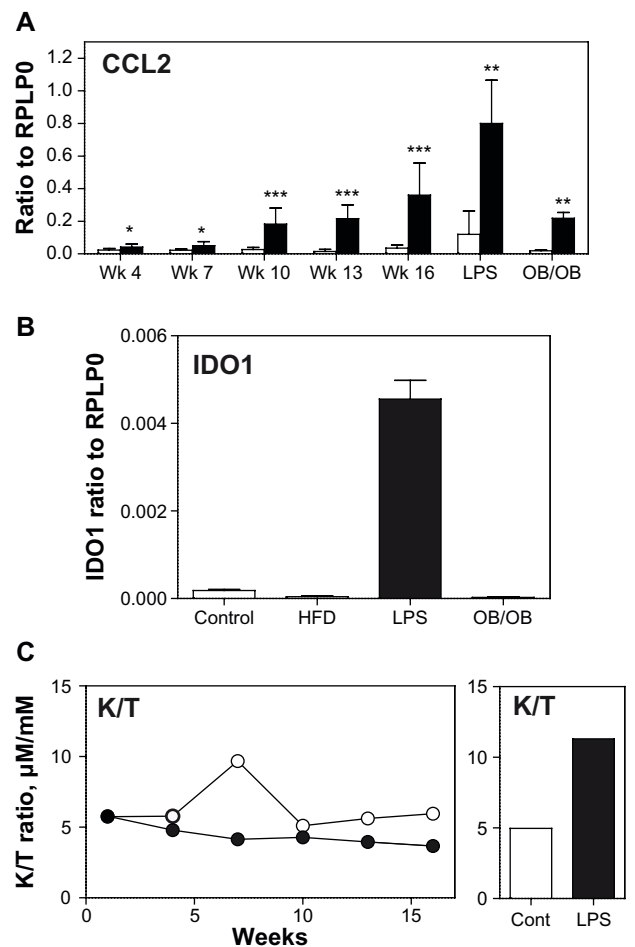 A
CCL2
Ratio to RPLP0
1.2
1.0
0.8
0.6
0.4
0.2
0.0
* * *** *** *** ** **
Wk 4 Wk 7 Wk 10 Wk 13 Wk 16 LPS OB/OB
B
IDO1
IDO1 ratio to RPLP0
0.006
0.004
0.002
0.000
Control HFD LPS OB/OB
C
K/T
K/T ratio, µM/mM
15
10
5
0
0 5 10 15
Weeks
K/T
15
10
5
0
Cont LPS